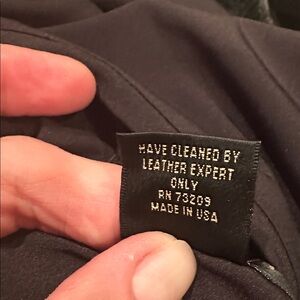 HAVE CLEANED BY
LEATHER EXPERT
ONLY
RN 73209
MADE IN USA